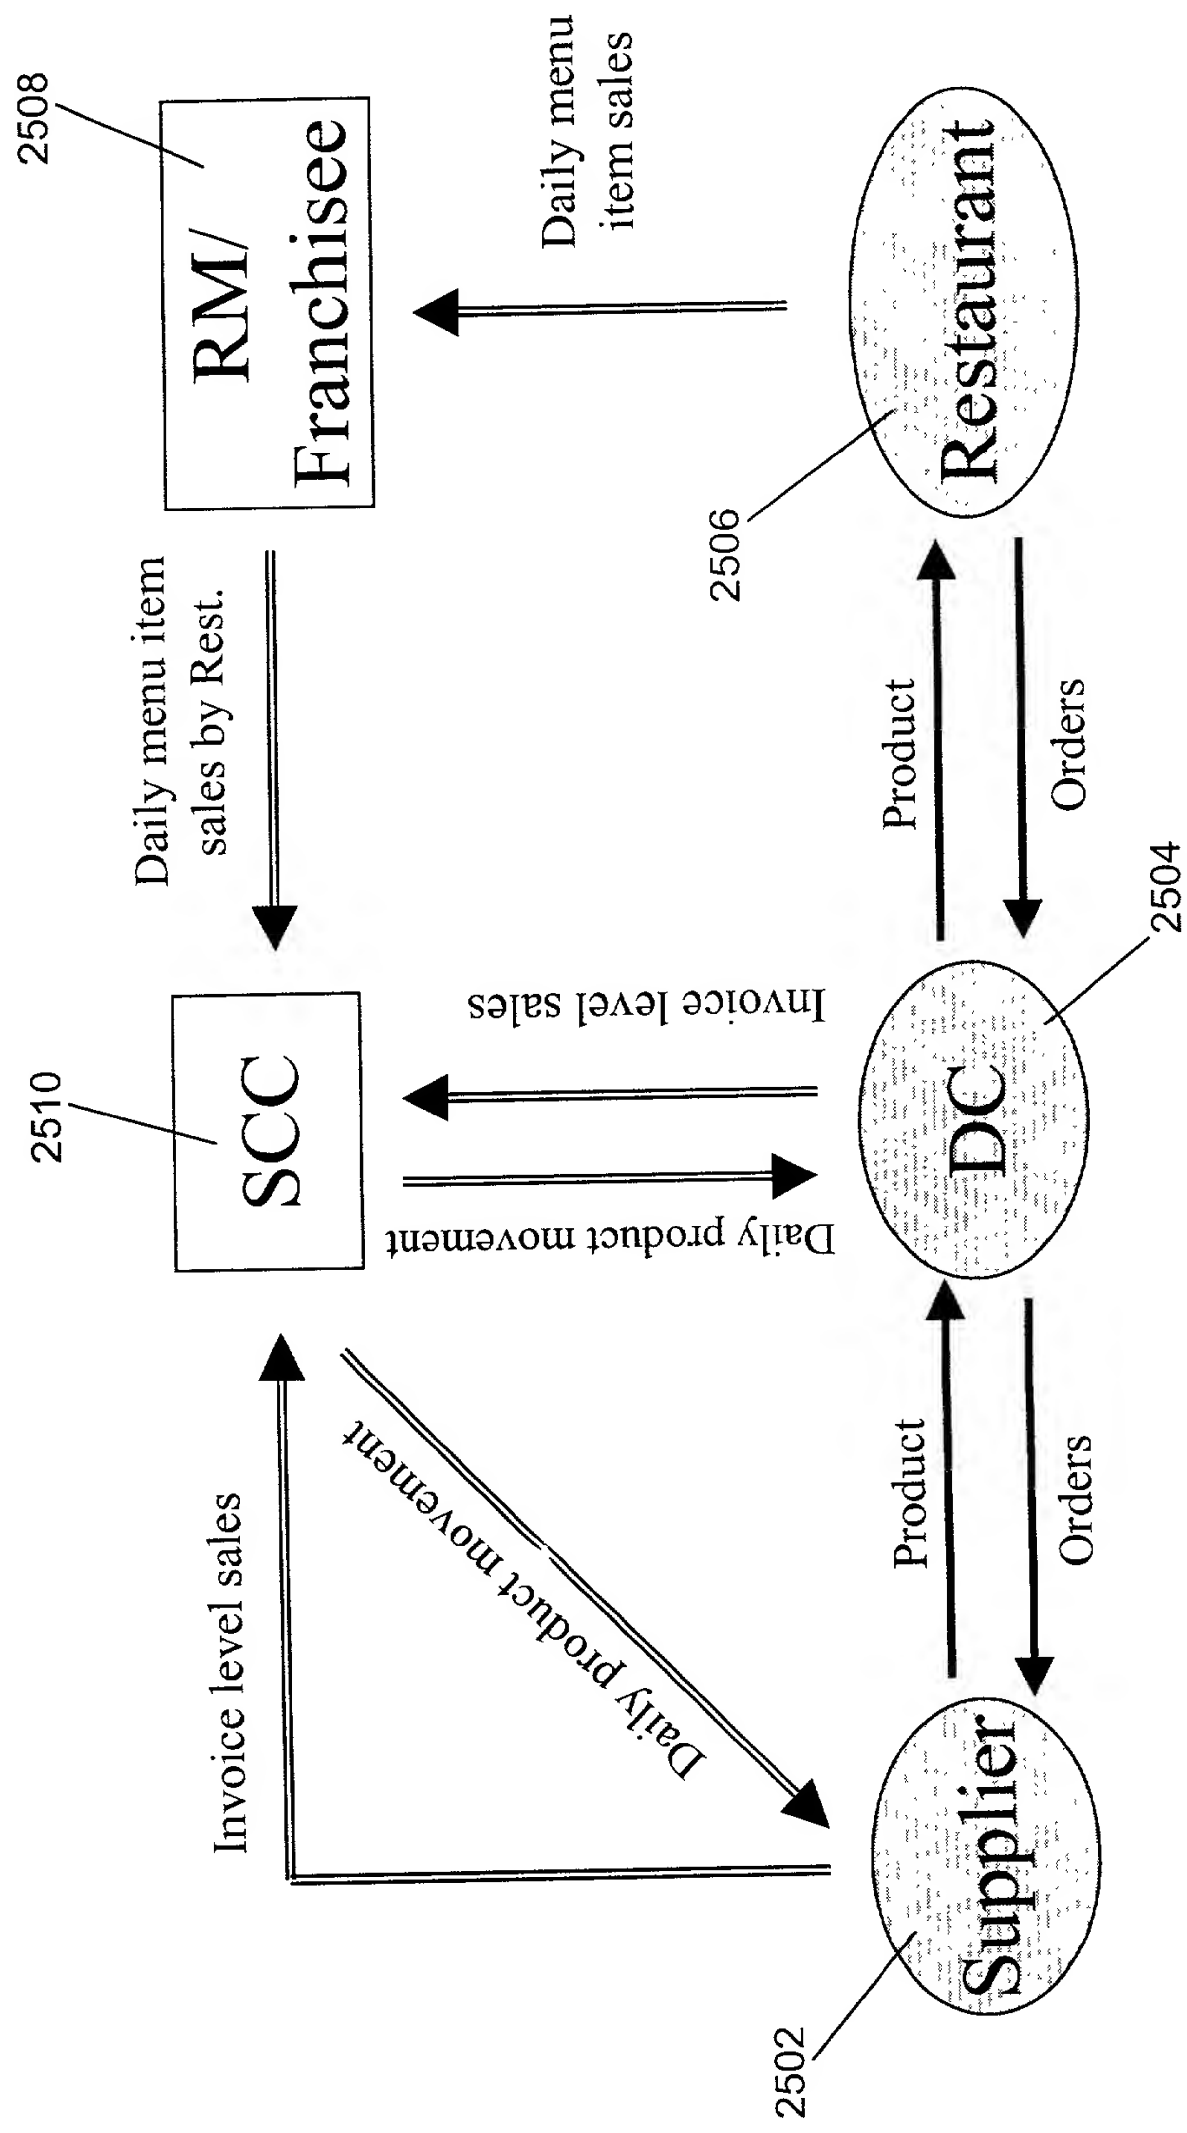 2510
2508
SCC
RM/
Franchisee
Daily menu item
sales by Rest.
Invoice level sales
Daily product movement
Daily product movement
Invoice level sales
Daily menu
item sales
2502
2506
Supplier
Product
Orders
DC
Product
Orders
Restaurant
2504